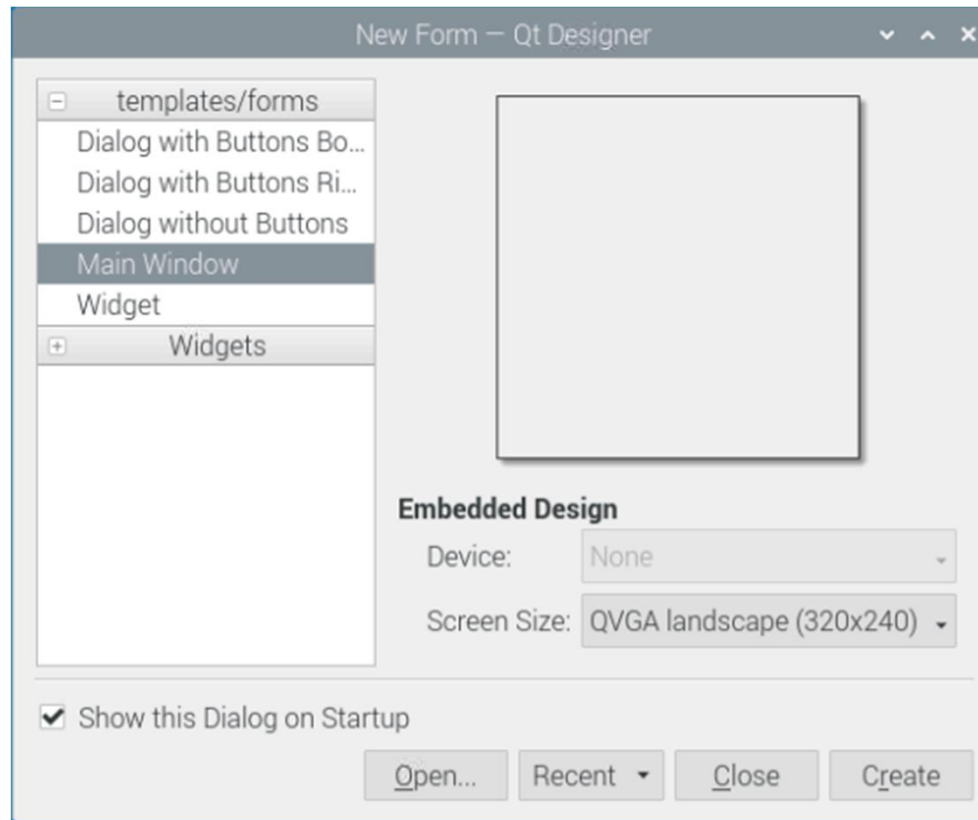 New Form — Qt Designer
templates/forms
Dialog with Buttons Bo...
Dialog with Buttons Ri...
Dialog without Buttons
Main Window
Widget
Widgets
Embedded Design
Device: None
Screen Size: QVGA landscape (320x240)
Show this Dialog on Startup
Open... Recent Close Create